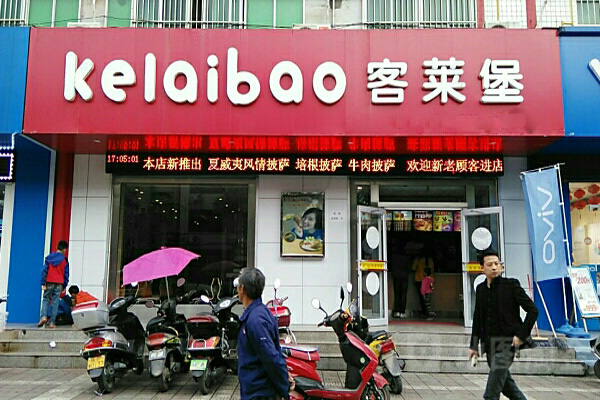 kelaibao 客莱堡
17:05:01 本店新推出 夏威夷风情披萨 培根披萨 牛肉披萨 欢迎新老顾客进店
vivo